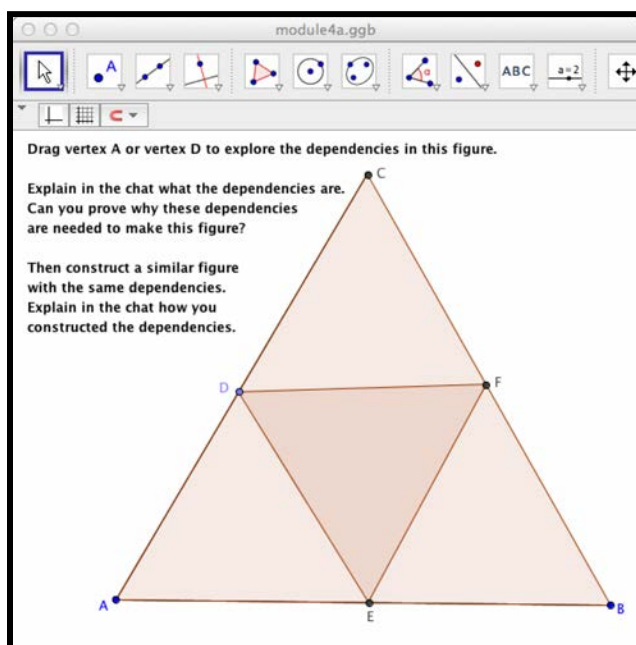 module4a.ggb
A
α
ABC
a=2
Drag vertex A or vertex D to explore the dependencies in this figure.
Explain in the chat what the dependencies are.
Can you prove why these dependencies
are needed to make this figure?
Then construct a similar figure
with the same dependencies.
Explain in the chat how you
constructed the dependencies.
C
D
F
A
E
B